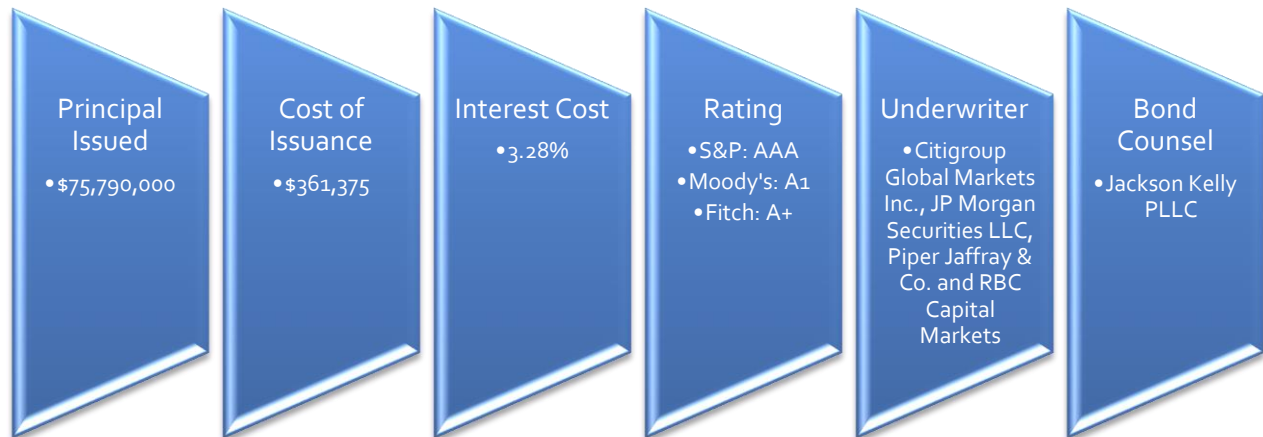 Principal
Issued
•$75,790,000
Cost of
Issuance
•$361,375
Interest Cost
•3.28%
Rating
•S&P: AAA
•Moody's: A1
•Fitch: A+
Underwriter
•Citigroup
Global Markets
Inc., JP Morgan
Securities LLC,
Piper Jaffray &
Co. and RBC
Capital
Markets
Bond
Counsel
•Jackson Kelly
PLLC